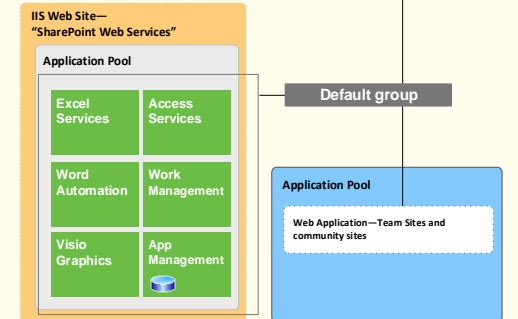 IIS Web Site—
“SharePoint Web Services”
Application Pool
Excel
Services
Access
Services
Word
Automation
Work
Management
Visio
Graphics
App
Management
Default group
Application Pool
Web Application—Team Sites and
community sites